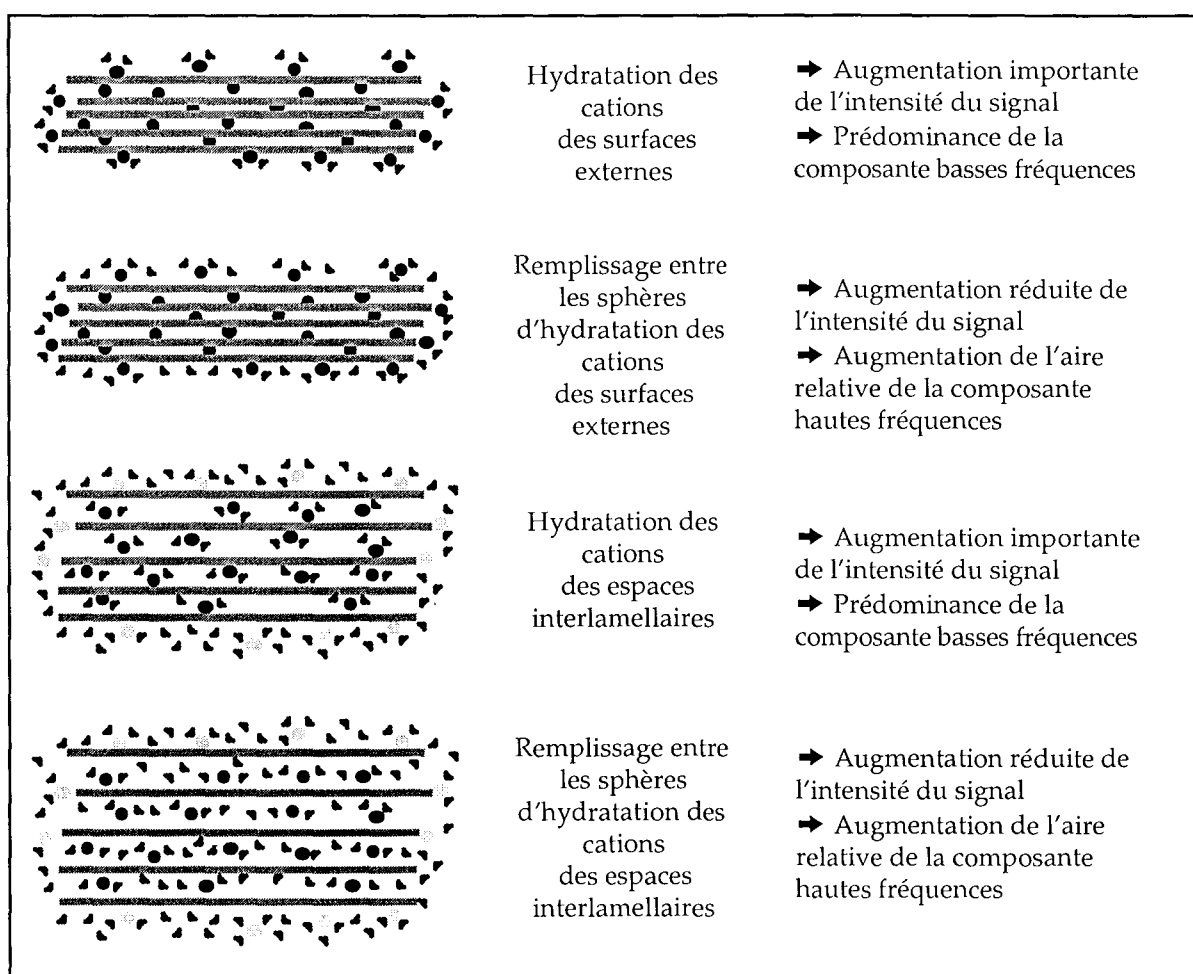 Hydratation des
cations
des surfaces
externes
➔ Augmentation importante
de l'intensité du signal
➔ Prédominance de la
composante basses fréquences
Remplissage entre
les sphères
d'hydratation des
cations
des surfaces
externes
➔ Augmentation réduite de
l'intensité du signal
➔ Augmentation de l'aire
relative de la composante
hautes fréquences
Hydratation des
cations
des espaces
interlamellaires
➔ Augmentation importante
de l'intensité du signal
➔ Prédominance de la
composante basses fréquences
Remplissage entre
les sphères
d'hydratation des
cations
des espaces
interlamellaires
➔ Augmentation réduite de
l'intensité du signal
➔ Augmentation de l'aire
relative de la composante
hautes fréquences